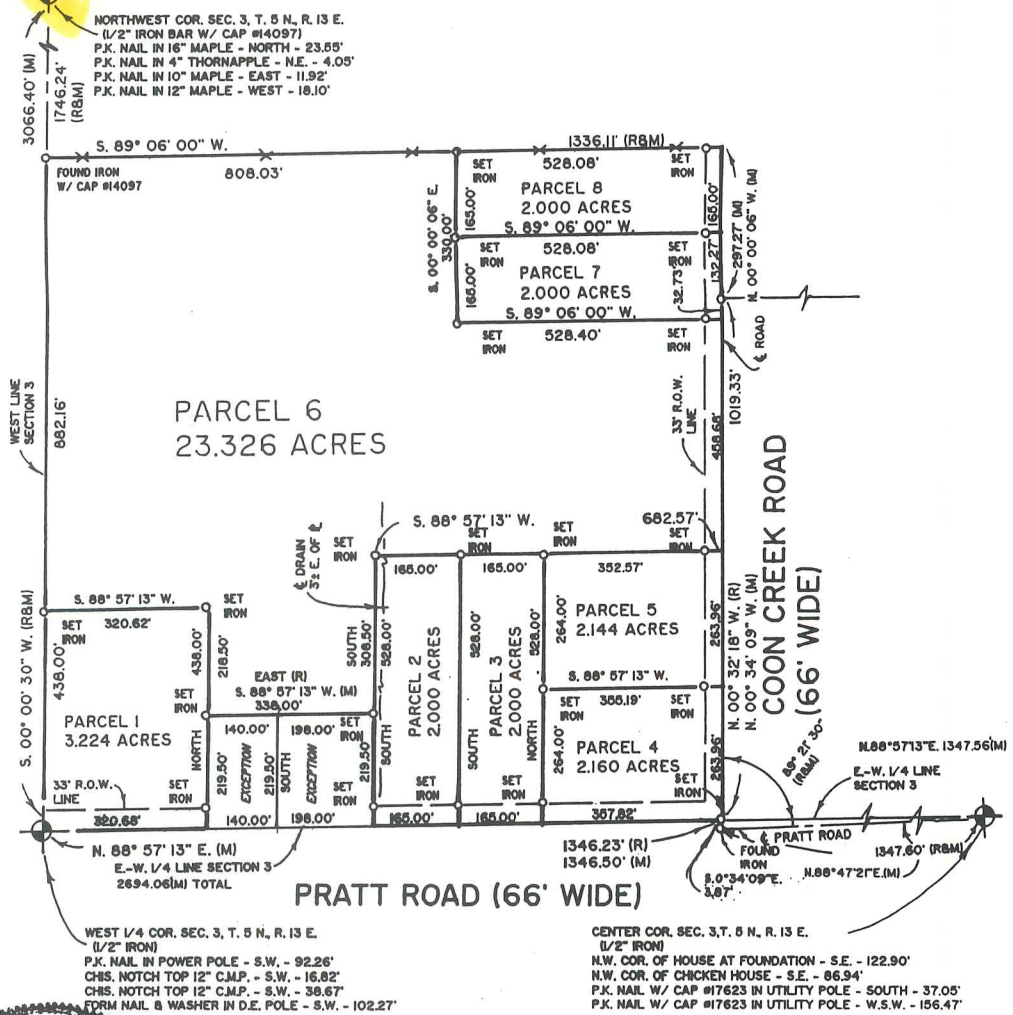 NORTHWEST COR. SEC. 3, T. 5 N., R. 13 E.
(1/2" IRON BAR W/ CAP #14097)
P.K. NAIL IN 16" MAPLE - NORTH - 23.55'
P.K. NAIL IN 4" THORNAPPLE - N.E. - 4.05'
P.K. NAIL IN 10" MAPLE - EAST - 11.92'
P.K. NAIL IN 12" MAPLE - WEST - 18.10'
3066.40' (M)
1746.24'
(R&M)
S. 89° 06' 00" W.
1336.11' (R&M)
FOUND IRON
W/ CAP #14097
808.03'
SET
IRON
528.08'
SET
IRON
PARCEL 8
2.000 ACRES
S. 89° 06' 00" W.
165.00'
165.00'
S. 00° 00' 06" E.
330.00'
SET
IRON
528.08'
SET
IRON
PARCEL 7
2.000 ACRES
S. 89° 06' 00" W.
165.00'
32.73'
132.27'
297.27' (M)
N. 00° 00' 06" W. (M)
SET
IRON
528.40'
SET
IRON
℄ ROAD
WEST LINE
SECTION 3
882.16'
PARCEL 6
23.326 ACRES
33' R.O.W.
LINE
458.68'
1019.33'
COON CREEK ROAD
(66' WIDE)
℄ DRAIN
3'± E. OF ℄
SET
IRON
S. 88° 57' 13" W.
SET
IRON
SET
IRON
682.57'
SET
IRON
165.00'
165.00'
352.57'
S. 88° 57' 13" W.
320.62'
SET
IRON
SET
IRON
S. 00° 00' 30" W. (R&M)
438.00'
438.00'
218.50'
PARCEL 1
3.224 ACRES
SET
IRON
NORTH
EAST (R)
S. 88° 57' 13" W. (M)
338.00'
SOUTH
308.50'
528.00'
SOUTH
PARCEL 2
2.000 ACRES
528.00'
SOUTH
PARCEL 3
2.000 ACRES
528.00'
NORTH
264.00'
PARCEL 5
2.144 ACRES
263.96'
N. 00° 32' 18" W. (R)
N. 00° 34' 09" W. (M)
S. 88° 57' 13" W.
355.19'
SET
IRON
264.00'
PARCEL 4
2.160 ACRES
263.96'
SET
IRON
140.00'
198.00'
SET
IRON
219.50'
EXCEPTION
219.50'
SOUTH
EXCEPTION
219.50'
SET
IRON
33' R.O.W.
LINE
SET
IRON
320.68'
140.00'
198.00'
165.00'
165.00'
357.82'
89° 21' 30"
(R&M)
N.88°57'13"E. 1347.56'(M)
E.-W. 1/4 LINE
SECTION 3
℄ PRATT ROAD
1347.60' (R&M)
N.88°47'21"E.(M)
FOUND
IRON
S.0°34'09"E.
3.87'
1346.23' (R)
1346.50' (M)
N. 88° 57' 13" E. (M)
E.-W. 1/4 LINE SECTION 3
2694.06(M) TOTAL
PRATT ROAD (66' WIDE)
WEST 1/4 COR. SEC. 3, T. 5 N., R. 13 E.
(1/2" IRON)
P.K. NAIL IN POWER POLE - S.W. - 92.26'
CHIS. NOTCH TOP 12" C.M.P. - S.W. - 16.82'
CHIS. NOTCH TOP 12" C.M.P. - S.W. - 38.67'
FORM NAIL & WASHER IN D.E. POLE - S.W. - 102.27'
CENTER COR. SEC. 3,T. 5 N., R. 13 E.
(1/2" IRON)
N.W. COR. OF HOUSE AT FOUNDATION - S.E. - 122.90'
N.W. COR. OF CHICKEN HOUSE - S.E. - 86.94'
P.K. NAIL W/ CAP #17623 IN UTILITY POLE - SOUTH - 37.05'
P.K. NAIL W/ CAP #17623 IN UTILITY POLE - W.S.W. - 156.47'